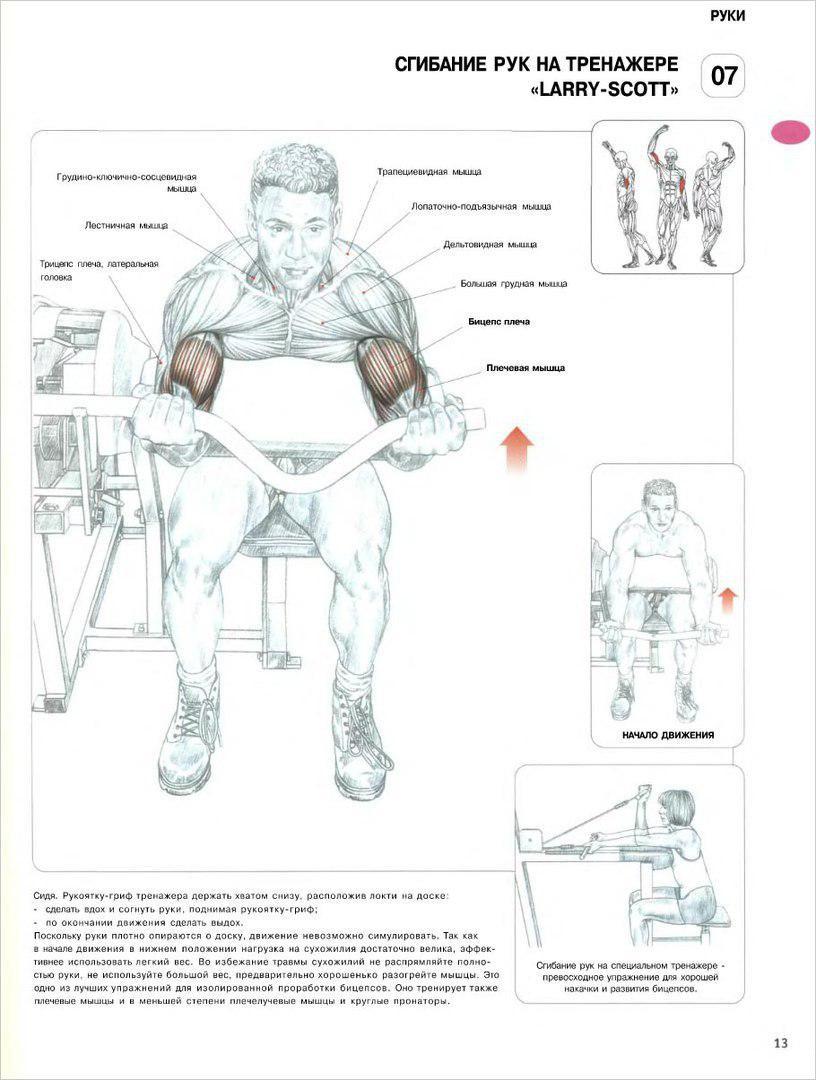 РУКИ
СГИБАНИЕ РУК НА ТРЕНАЖЕРЕ
«LARRY-SCOTT»
07
Грудино-ключично-сосцевидная
мышца
Лестничная мышца
Трицепс плеча, латеральная
головка
Трапециевидная мышца
Лопаточно-подъязычная мышца
Дельтовидная мышца
Большая грудная мышца
Бицепс плеча
Плечевая мышца
НАЧАЛО ДВИЖЕНИЯ
Сидя. Рукоятку-гриф тренажера держать хватом снизу, расположив локти на доске:
- сделать вдох и согнуть руки, поднимая рукоятку-гриф;
- по окончании движения сделать выдох.
Поскольку руки плотно опираются о доску, движение невозможно симулировать. Так как
в начале движения в нижнем положении нагрузка на сухожилия достаточно велика, эффек-
тивнее использовать легкий вес. Во избежание травмы сухожилий не распрямляйте полно-
стью руки, не используйте большой вес, предварительно хорошенько разогрейте мышцы. Это
одно из лучших упражнений для изолированной проработки бицепсов. Оно тренирует также
плечевые мышцы и в меньшей степени плечелучевые мышцы и круглые пронаторы.
Сгибание рук на специальном тренажере -
превосходное упражнение для хорошей
накачки и развития бицепсов.
13